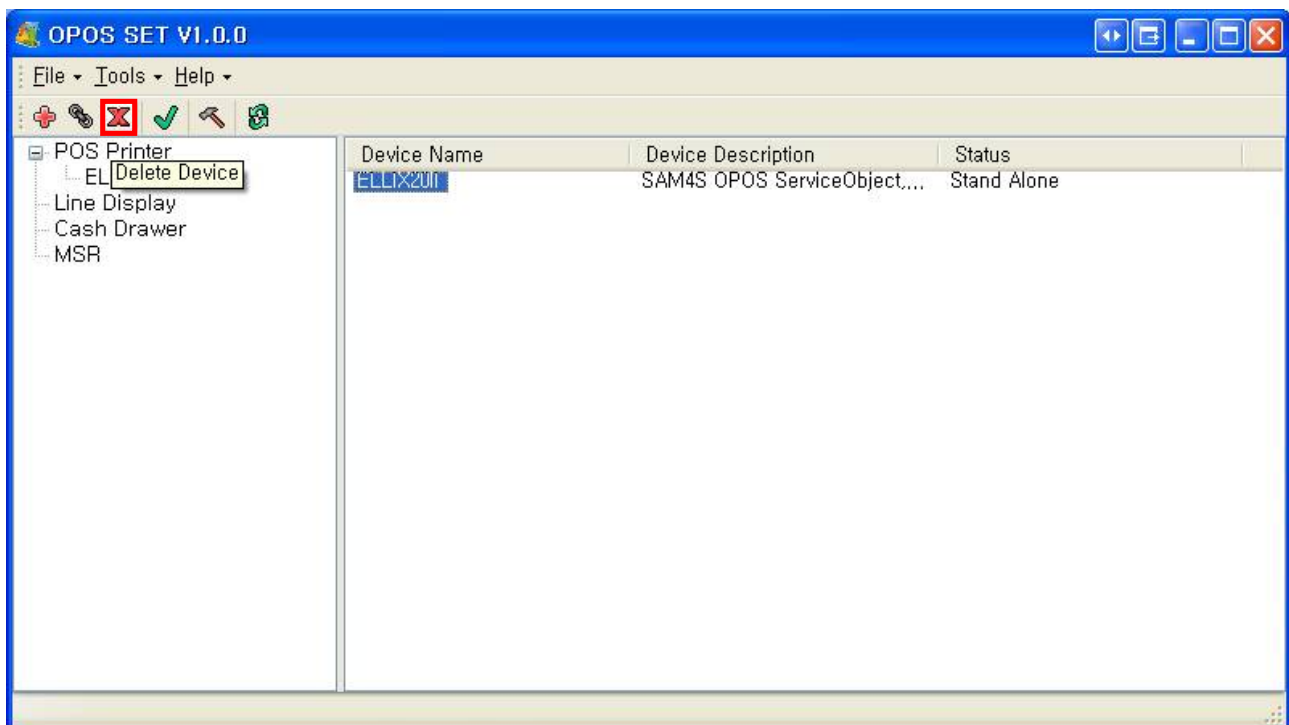 OPOS SET V1.0.0
File Tools Help
POS Printer
EL
Delete Device
Line Display
Cash Drawer
MSR
Device Name Device Description Status
ELLIX20II SAM4S OPOS ServiceObject,... Stand Alone